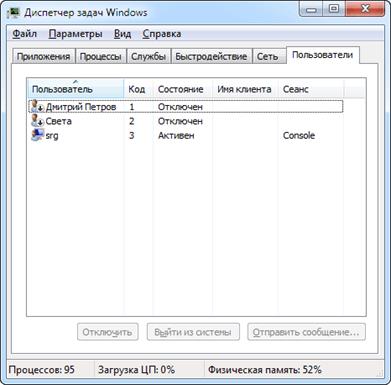 Диспетчер задач Windows
Файл Параметры Вид Справка
Приложения Процессы Службы Быстродействие Сеть Пользователи
Пользователь Код Состояние Имя клиента Сеанс
Дмитрий Петров 1 Отключен
Света 2 Отключен
srg 3 Активен Console
Отключить Выйти из системы Отправить сообщение...
Процессов: 95 Загрузка ЦП: 0% Физическая память: 52%